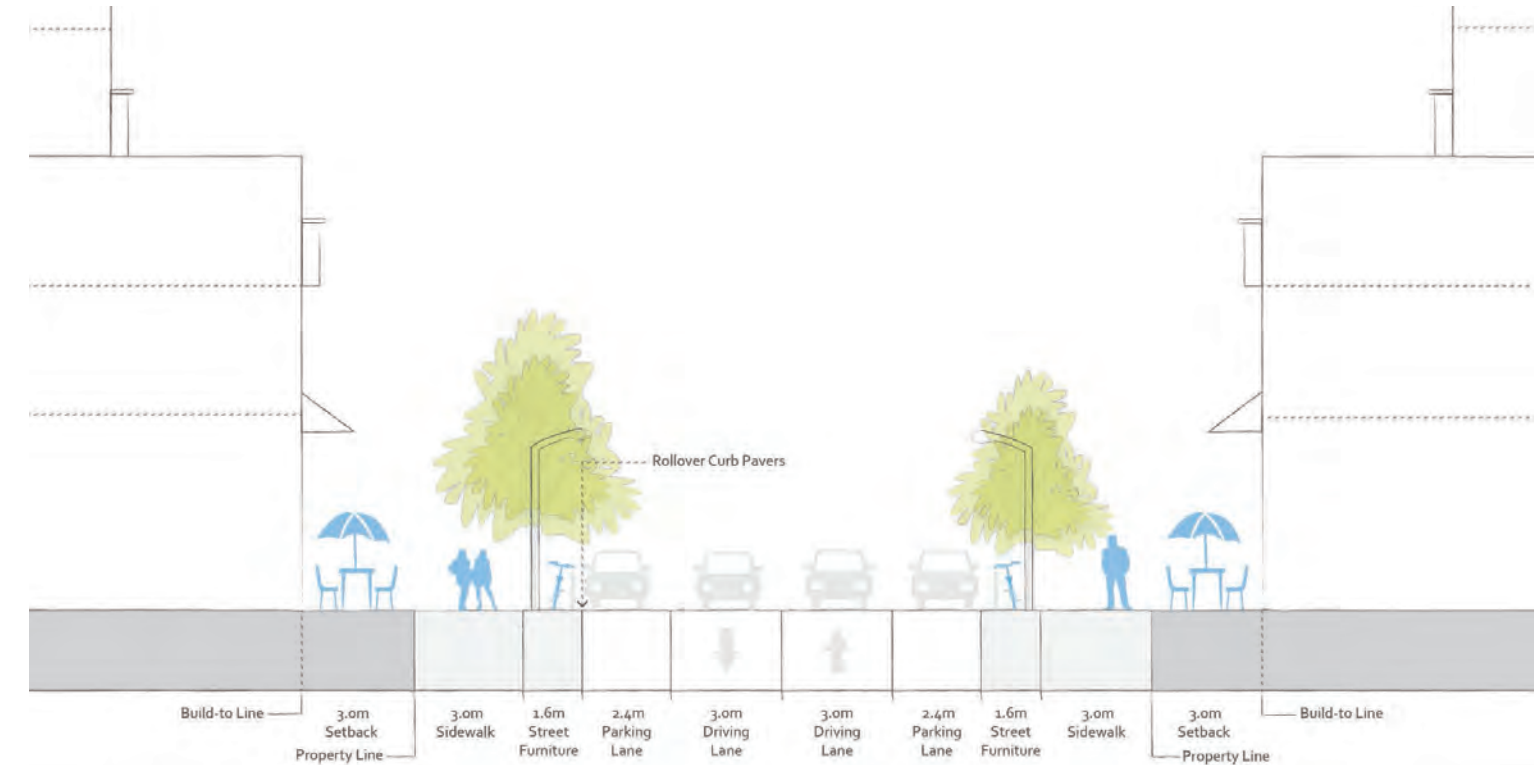 Rollover Curb Pavers
Build-to Line
3.0m
Setback
Property Line
3.0m
Sidewalk
1.6m
Street
Furniture
2.4m
Parking
Lane
3.0m
Driving
Lane
3.0m
Driving
Lane
2.4m
Parking
Lane
1.6m
Street
Furniture
3.0m
Sidewalk
3.0m
Setback
Property Line
Build-to Line